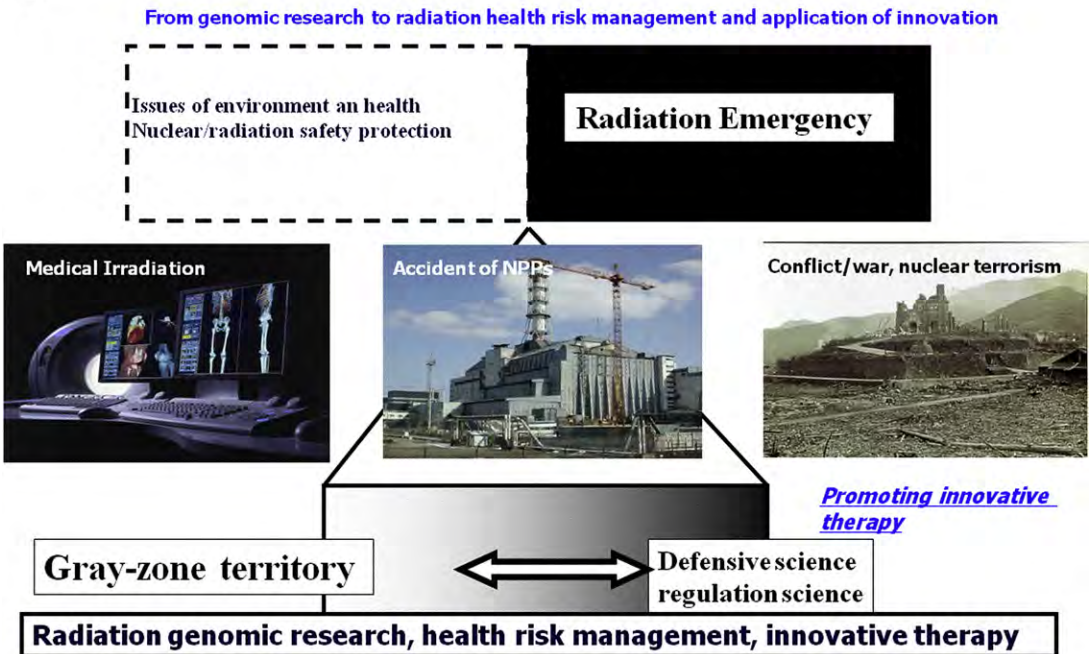 From genomic research to radiation health risk management and application of innovation
Issues of environment an health
Nuclear/radiation safety protection
Radiation Emergency
Medical Irradiation
Accident of NPPs
Conflict/war, nuclear terrorism
Promoting innovative
therapy
Gray-zone territory
Defensive science
regulation science
Radiation genomic research, health risk management, innovative therapy